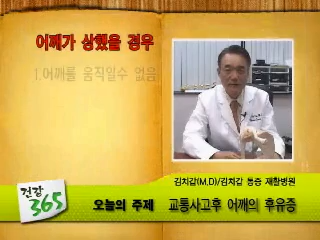 어깨가 상했을 경우
1.어깨를 움직일수 없음
김치갑(M.D)/김치갑 통증 재활병원
건강
365
오늘의 주제 교통사고후 어깨의 후유증